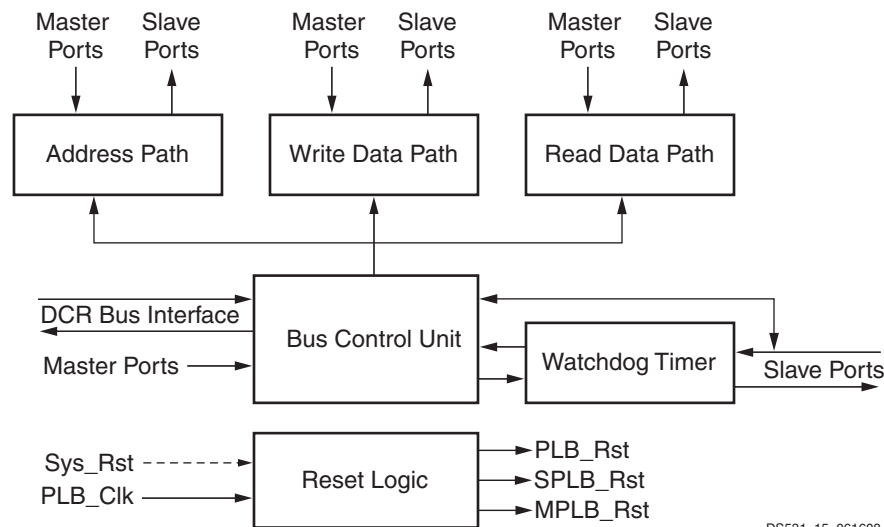 Master Ports
Slave Ports
Master Ports
Slave Ports
Master Ports
Slave Ports
Address Path
Write Data Path
Read Data Path
DCR Bus Interface
Bus Control Unit
Master Ports
Watchdog Timer
Slave Ports
Sys_Rst
PLB_Clk
Reset Logic
PLB_Rst
SPLB_Rst
MPLB_Rst